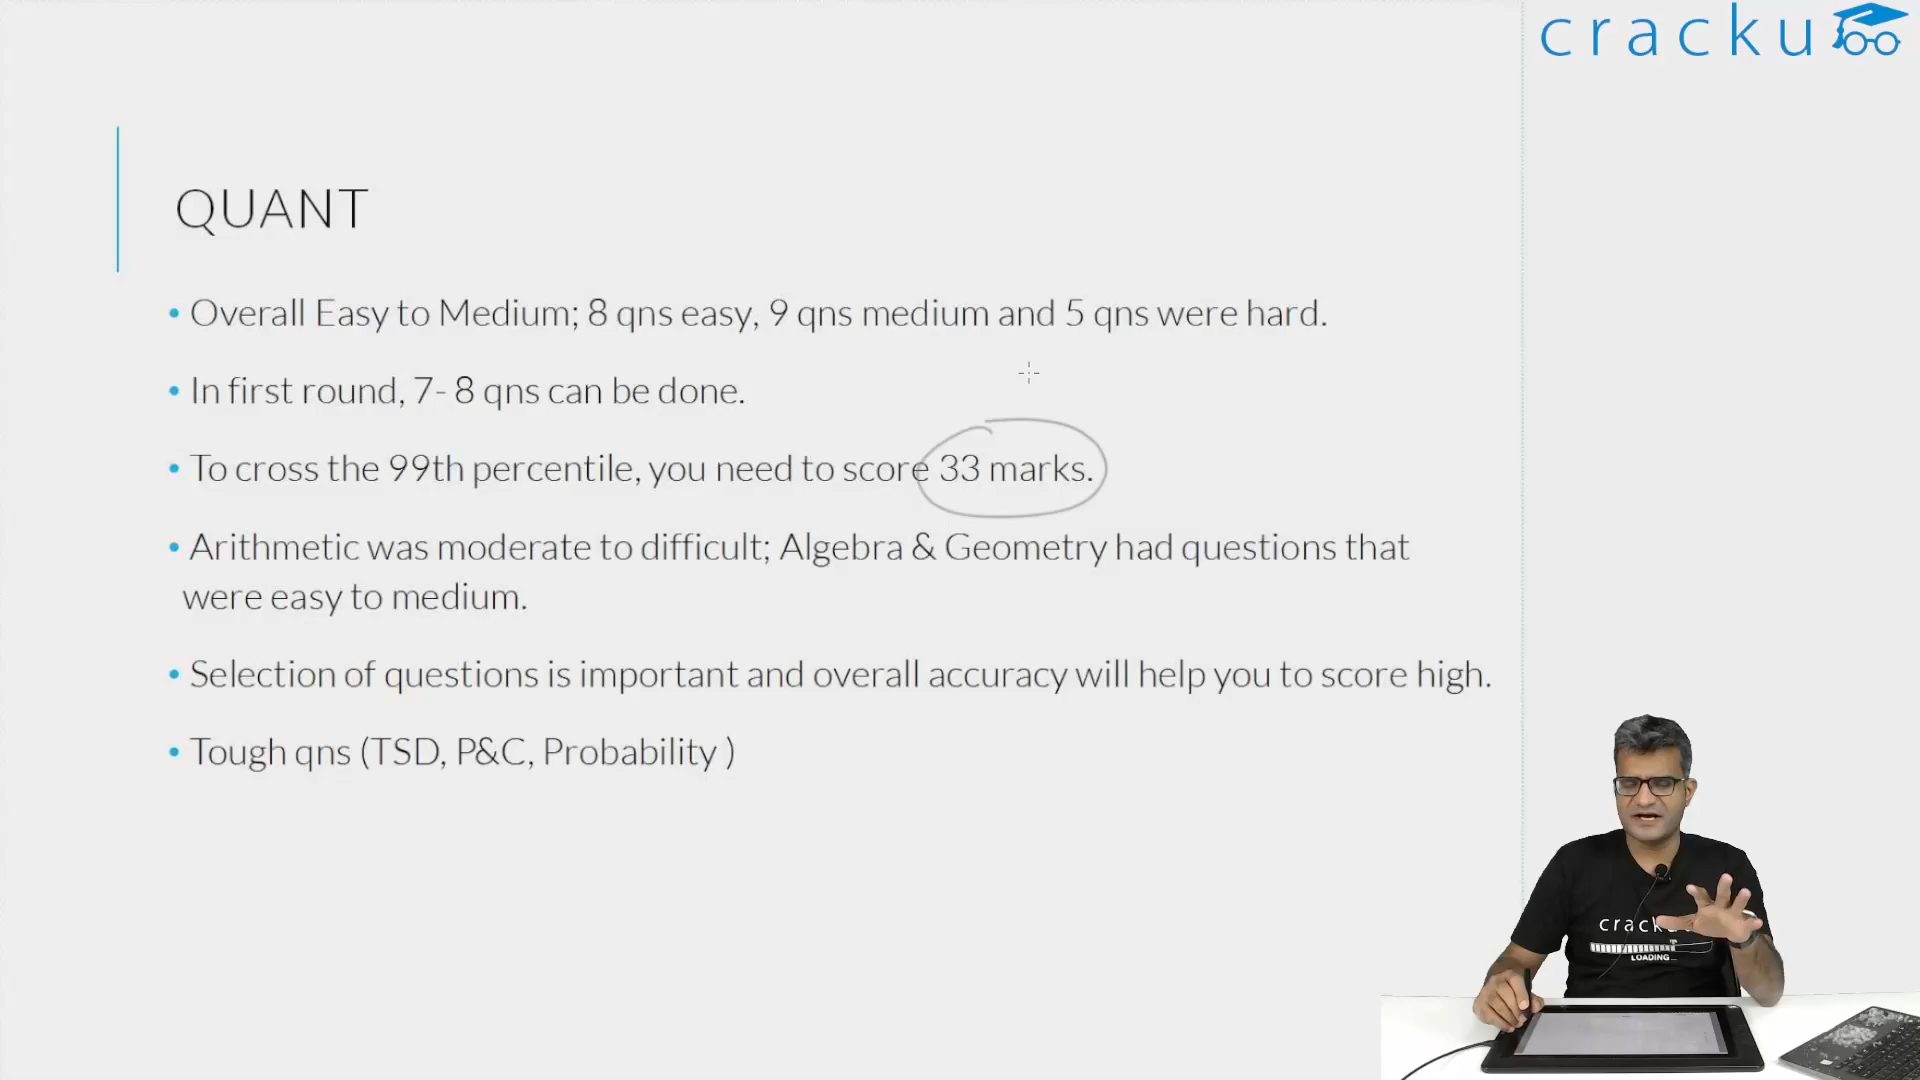 cracku
QUANT
• Overall Easy to Medium; 8 qns easy, 9 qns medium and 5 qns were hard.
• In first round, 7- 8 qns can be done.
• To cross the 99th percentile, you need to score 33 marks.
• Arithmetic was moderate to difficult; Algebra & Geometry had questions that
were easy to medium.
• Selection of questions is important and overall accuracy will help you to score high.
• Tough qns (TSD, P&C, Probability )
LOADING...